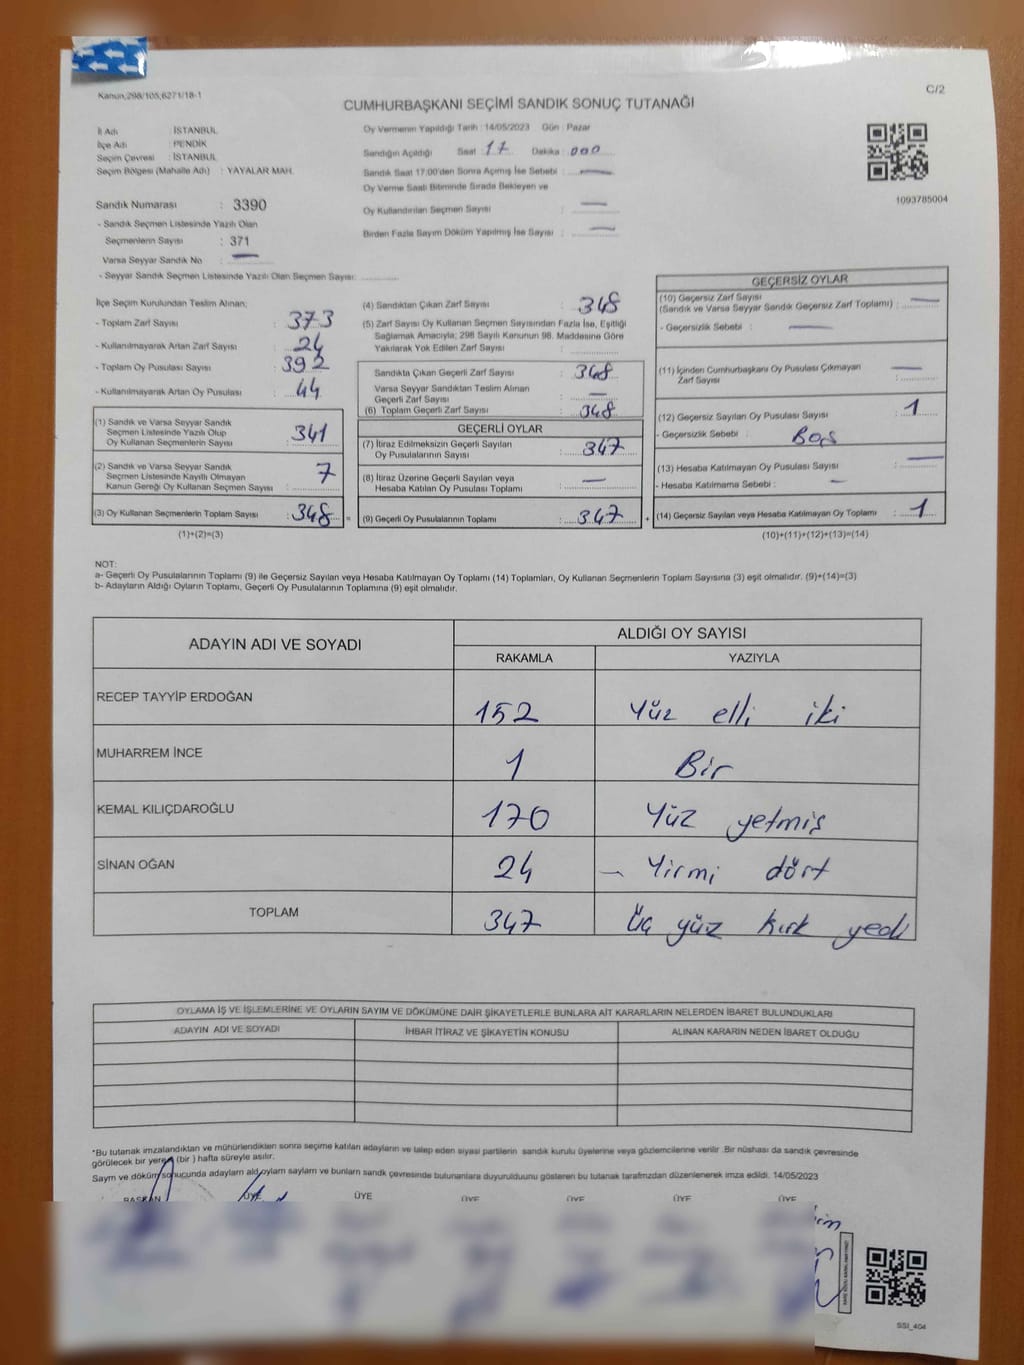 Kanun,298/105,6271/18-1
C/2
CUMHURBAŞKANI SEÇİMİ SANDIK SONUÇ TUTANAĞI
İl Adı : İSTANBUL
İlçe Adı : PENDİK
Seçim Çevresi : İSTANBUL
Seçim Bölgesi (Mahalle Adı) : YAYALAR MAH.
Sandık Numarası : 3390
- Sandık Seçmen Listesinde Yazılı Olan
Seçmenlerin Sayısı : 371
Varsa Seyyar Sandık No : —
- Seyyar Sandık Seçmen Listesinde Yazılı Olan Seçmen Sayısı:
Oy Vermenin Yapıldığı Tarih : 14/05/2023 Gün : Pazar
Sandığın Açıldığı Saat : 17 Dakika : 000
Sandık Saat 17:00'den Sonra Açılmış İse Sebebi : —
Oy Verme Saati Bitiminde Sırada Bekleyen ve
Oy Kullandırılan Seçmen Sayısı : —
Birden Fazla Sayım Döküm Yapılmış İse Sayısı : —
1093785004
İlçe Seçim Kurulundan Teslim Alınan;
- Toplam Zarf Sayısı : 373
- Kullanılmayarak Artan Zarf Sayısı : 24
- Toplam Oy Pusulası Sayısı : 392
- Kullanılmayarak Artan Oy Pusulası : 44
(1) Sandık ve Varsa Seyyar Sandık
Seçmen Listesinde Yazılı Olup
Oy Kullanan Seçmenlerin Sayısı : 341
(2) Sandık ve Varsa Seyyar Sandık
Seçmen Listesinde Kayıtlı Olmayan
Kanun Gereği Oy Kullanan Seçmen Sayısı : 7
(3) Oy Kullanan Seçmenlerin Toplam Sayısı : 348 =
(1)+(2)=(3)
(4) Sandıktan Çıkan Zarf Sayısı : 348
(5) Zarf Sayısı Oy Kullanan Seçmen Sayısından Fazla İse, Eşitliği
Sağlamak Amacıyla; 298 Sayılı Kanunun 98. Maddesine Göre
Yakılarak Yok Edilen Zarf Sayısı :
Sandıkta Çıkan Geçerli Zarf Sayısı : 348
Varsa Seyyar Sandıktan Teslim Alınan
Geçerli Zarf Sayısı : —
(6) Toplam Geçerli Zarf Sayısı : 348
GEÇERLİ OYLAR
(7) İtiraz Edilmeksizin Geçerli Sayılan
Oy Pusulalarının Sayısı : 347
(8) İtiraz Üzerine Geçerli Sayılan veya
Hesaba Katılan Oy Pusulası Toplamı : —
(9) Geçerli Oy Pusulalarının Toplamı : 347 +
GEÇERSİZ OYLAR
(10) Geçersiz Zarf Sayısı
(Sandık ve Varsa Seyyar Sandık Geçersiz Zarf Toplamı) : —
- Geçersizlik Sebebi : —
(11) İçinden Cumhurbaşkanı Oy Pusulası Çıkmayan
Zarf Sayısı : —
(12) Geçersiz Sayılan Oy Pusulası Sayısı : 1
- Geçersizlik Sebebi : Boş
(13) Hesaba Katılmayan Oy Pusulası Sayısı : —
- Hesaba Katılmama Sebebi : —
(14) Geçersiz Sayılan veya Hesaba Katılmayan Oy Toplamı : 1
(10)+(11)+(12)+(13)=(14)
NOT:
a- Geçerli Oy Pusulalarının Toplamı (9) ile Geçersiz Sayılan veya Hesaba Katılmayan Oy Toplamı (14) Toplamları, Oy Kullanan Seçmenlerin Toplam Sayısına (3) eşit olmalıdır. (9)+(14)=(3)
b- Adayların Aldığı Oyların Toplamı, Geçerli Oy Pusulalarının Toplamına (9) eşit olmalıdır.
ADAYIN ADI VE SOYADI ALDIĞI OY SAYISI
RAKAMLA YAZIYLA
RECEP TAYYİP ERDOĞAN 152 Yüz elli iki
MUHARREM İNCE 1 Bir
KEMAL KILIÇDAROĞLU 170 Yüz yetmiş
SİNAN OĞAN 24 - Yirmi dört
TOPLAM 347 Üç yüz kırk yedi
OYLAMA İŞ VE İŞLEMLERİNE VE OYLARIN SAYIM VE DÖKÜMÜNE DAİR ŞİKAYETLERLE BUNLARA AİT KARARLARIN NELERDEN İBARET BULUNDUKLARI
ADAYIN ADI VE SOYADI İHBAR İTİRAZ VE ŞİKAYETİN KONUSU ALINAN KARARIN NEDEN İBARET OLDUĞU
*Bu tutanak imzalandıktan ve mühürlendikten sonra seçime katılan adayların ve talep eden siyasi partilerin sandık kurulu üyelerine veya gözlemcilerine verilir .Bir nüshası da sandık çevresinde
görülecek bir yere (bir ) hafta süreyle asılır.
Sayım ve döküm sonucunda adayların ald oyların sayların ve bunların sandk çevresinde bulunanlara duyurulduunu gösteren bu tutanak tarafımzdan düzenlenerek imza edildi. 14/05/2023
BAŞKAN ÜYE ÜYE ÜYE ÜYE ÜYE ÜYE
SSI_404